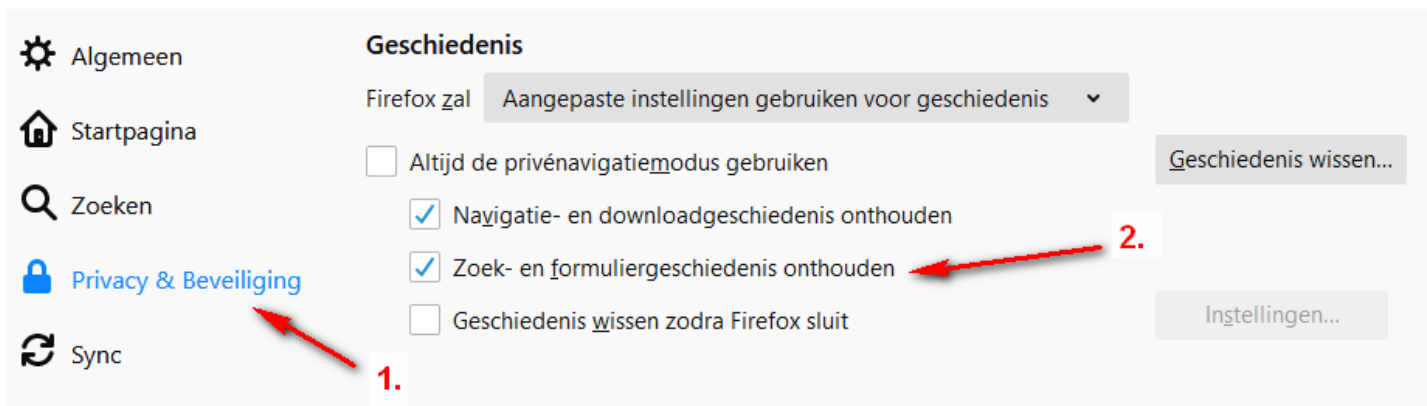 Algemeen
Startpagina
Zoeken
Privacy & Beveiliging
Sync
1.
Geschiedenis
Firefox zal Aangepaste instellingen gebruiken voor geschiedenis
Altijd de privénavigatiemodus gebruiken
Geschiedenis wissen...
Navigatie- en downloadgeschiedenis onthouden
2.
Zoek- en formuliergeschiedenis onthouden
Geschiedenis wissen zodra Firefox sluit
Instellingen...